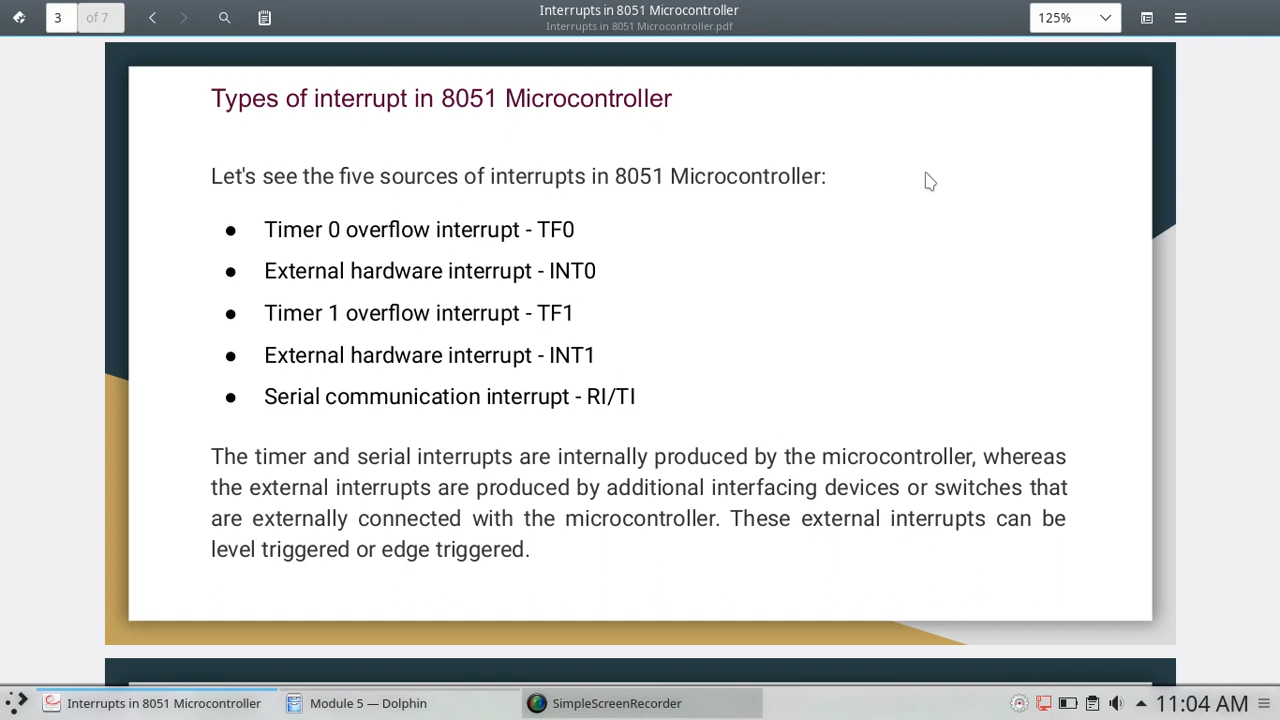 3 of 7
Interrupts in 8051 Microcontroller
Interrupts in 8051 Microcontroller.pdf
125%
Types of interrupt in 8051 Microcontroller
Let's see the five sources of interrupts in 8051 Microcontroller:
● Timer 0 overflow interrupt - TF0
● External hardware interrupt - INT0
● Timer 1 overflow interrupt - TF1
● External hardware interrupt - INT1
● Serial communication interrupt - RI/TI
The timer and serial interrupts are internally produced by the microcontroller, whereas
the external interrupts are produced by additional interfacing devices or switches that
are externally connected with the microcontroller. These external interrupts can be
level triggered or edge triggered.
Interrupts in 8051 Microcontroller
Module 5 — Dolphin
SimpleScreenRecorder
11:04 AM